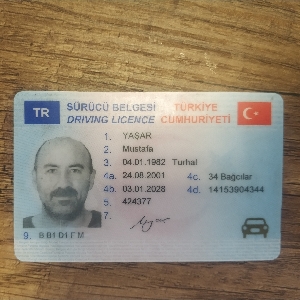 TR SÜRÜCÜ BELGESİ TÜRKİYE
DRIVING LICENCE CUMHURİYETİ
1. YAŞAR
2. Mustafa
3. 04.01.1982 Turhal
4a. 24.08.2001 4c. 34 Bağcılar
4b. 03.01.2028 4d. 14153904344
5. 424377
7.
9. B B1 D1 F M